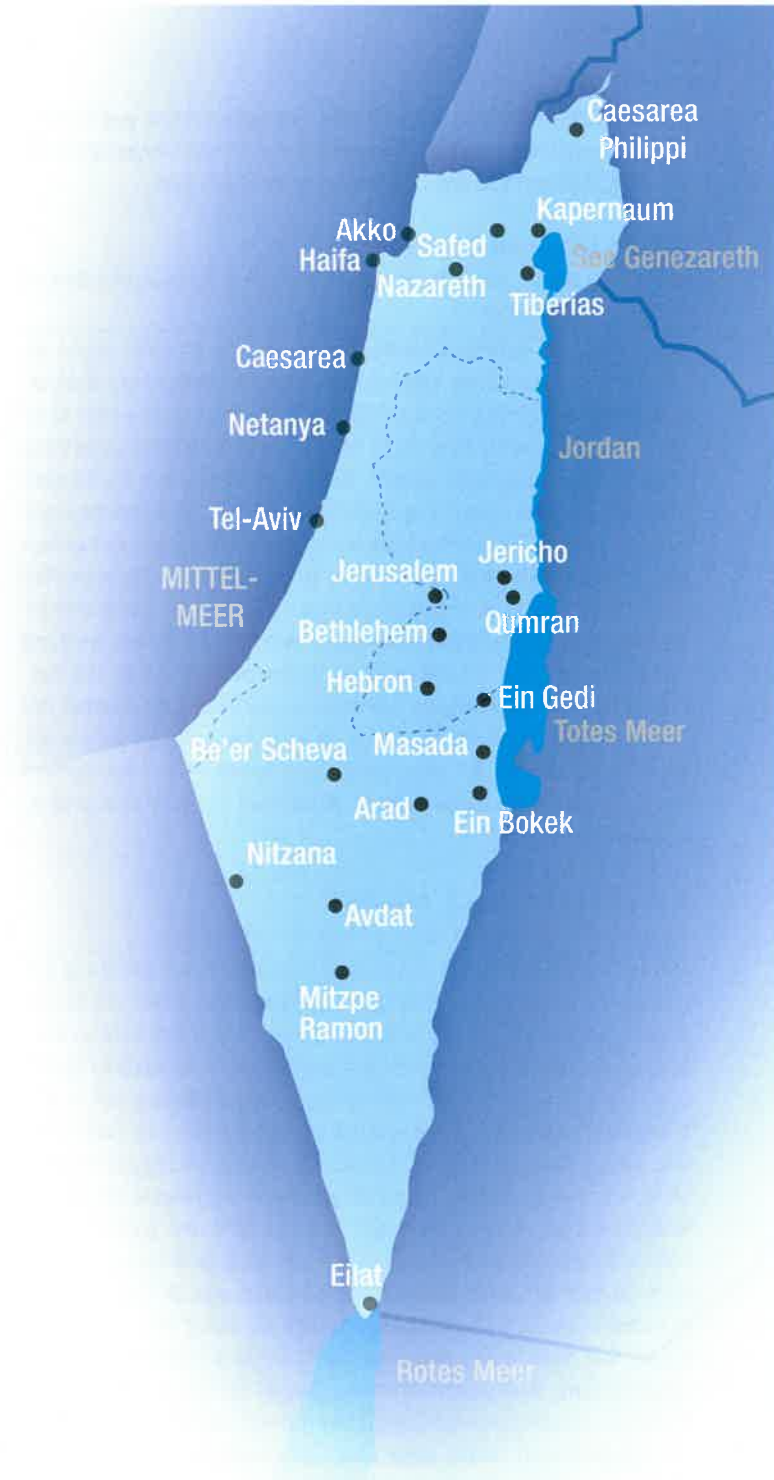 Caesarea
Philippi
Kapernaum
Akko
Safed
Haifa
See Genezareth
Nazareth
Tiberias
Caesarea
Netanya
Jordan
Tel-Aviv
Jericho
Jerusalem
MITTEL-
MEER
Qumran
Bethlehem
Hebron
Ein Gedi
Totes Meer
Masada
Be'er Scheva
Arad
Ein Bokek
Nitzana
Avdat
Mitzpe
Ramon
Eilat
Rotes Meer